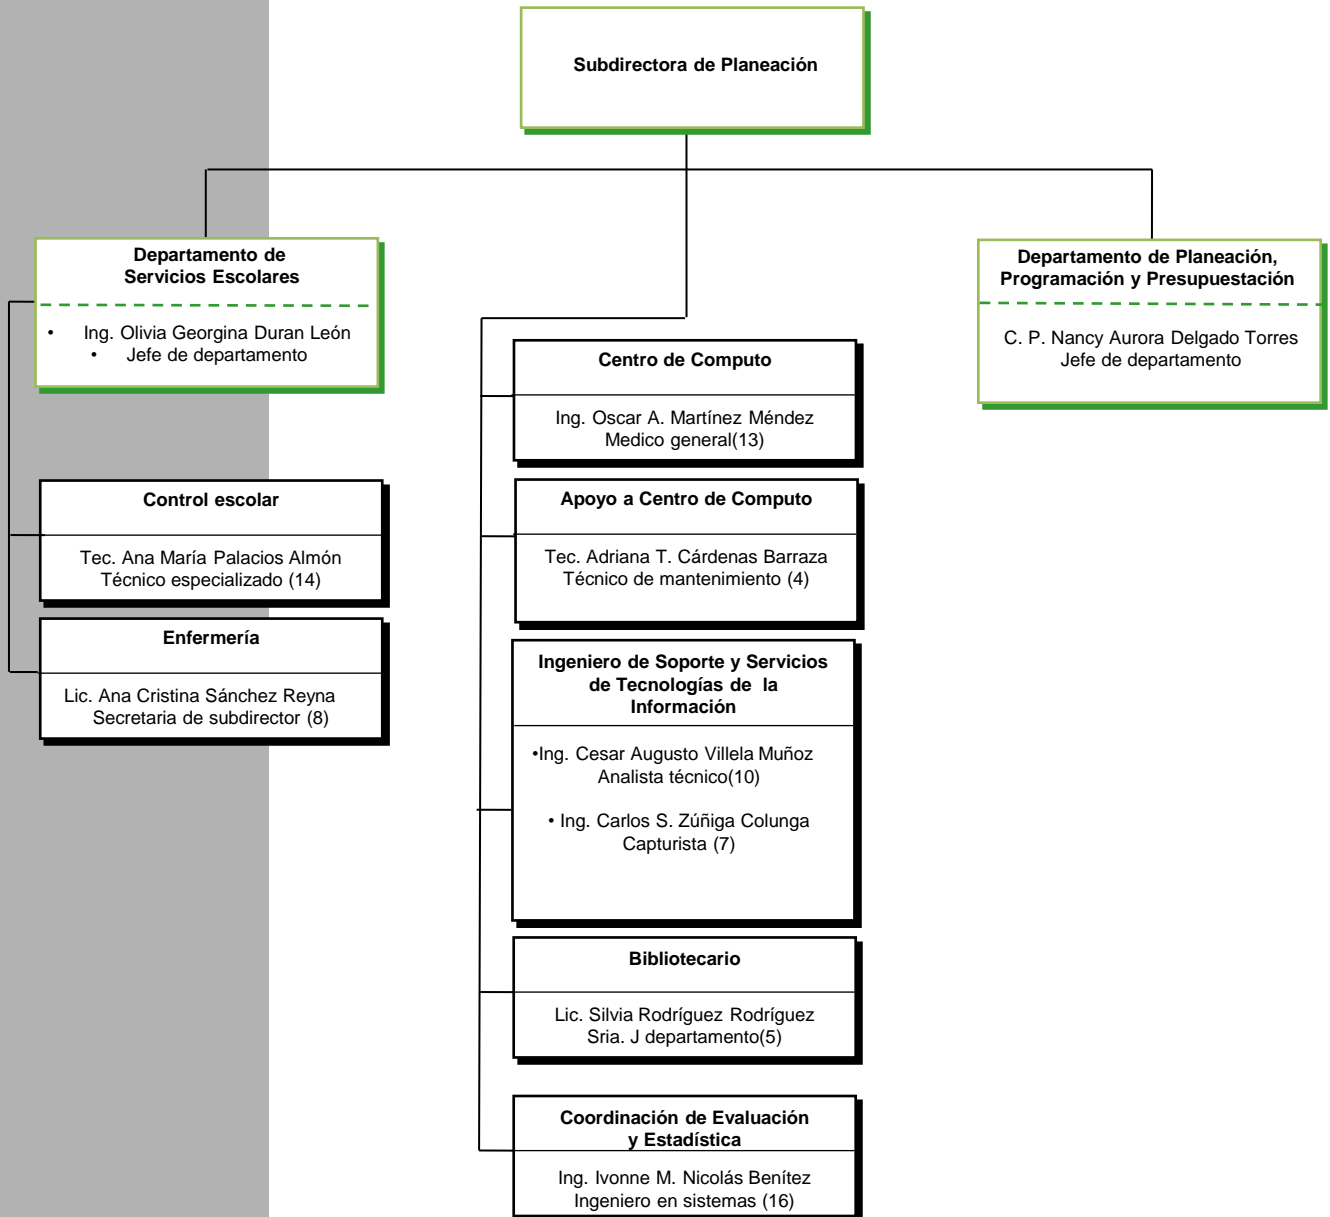 Subdirectora de Planeación
Departamento de
Servicios Escolares
• Ing. Olivia Georgina Duran León
• Jefe de departamento
Control escolar
Tec. Ana María Palacios Almón
Técnico especializado (14)
Enfermería
Lic. Ana Cristina Sánchez Reyna
Secretaria de subdirector (8)
Centro de Computo
Ing. Oscar A. Martínez Méndez
Medico general(13)
Apoyo a Centro de Computo
Tec. Adriana T. Cárdenas Barraza
Técnico de mantenimiento (4)
Ingeniero de Soporte y Servicios
de Tecnologías de la
Información
•Ing. Cesar Augusto Villela Muñoz
Analista técnico(10)
• Ing. Carlos S. Zúñiga Colunga
Capturista (7)
Bibliotecario
Lic. Silvia Rodríguez Rodríguez
Sria. J departamento(5)
Coordinación de Evaluación
y Estadística
Ing. Ivonne M. Nicolás Benítez
Ingeniero en sistemas (16)
Departamento de Planeación,
Programación y Presupuestación
C. P. Nancy Aurora Delgado Torres
Jefe de departamento